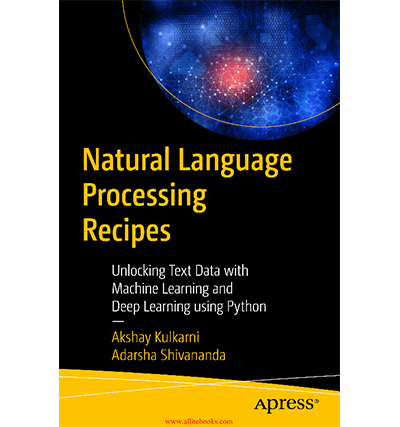 Natural Language
Processing
Recipes
Unlocking Text Data with
Machine Learning and
Deep Learning using Python
—
Akshay Kulkarni
Adarsha Shivananda
Apress®
www.allitebooks.com